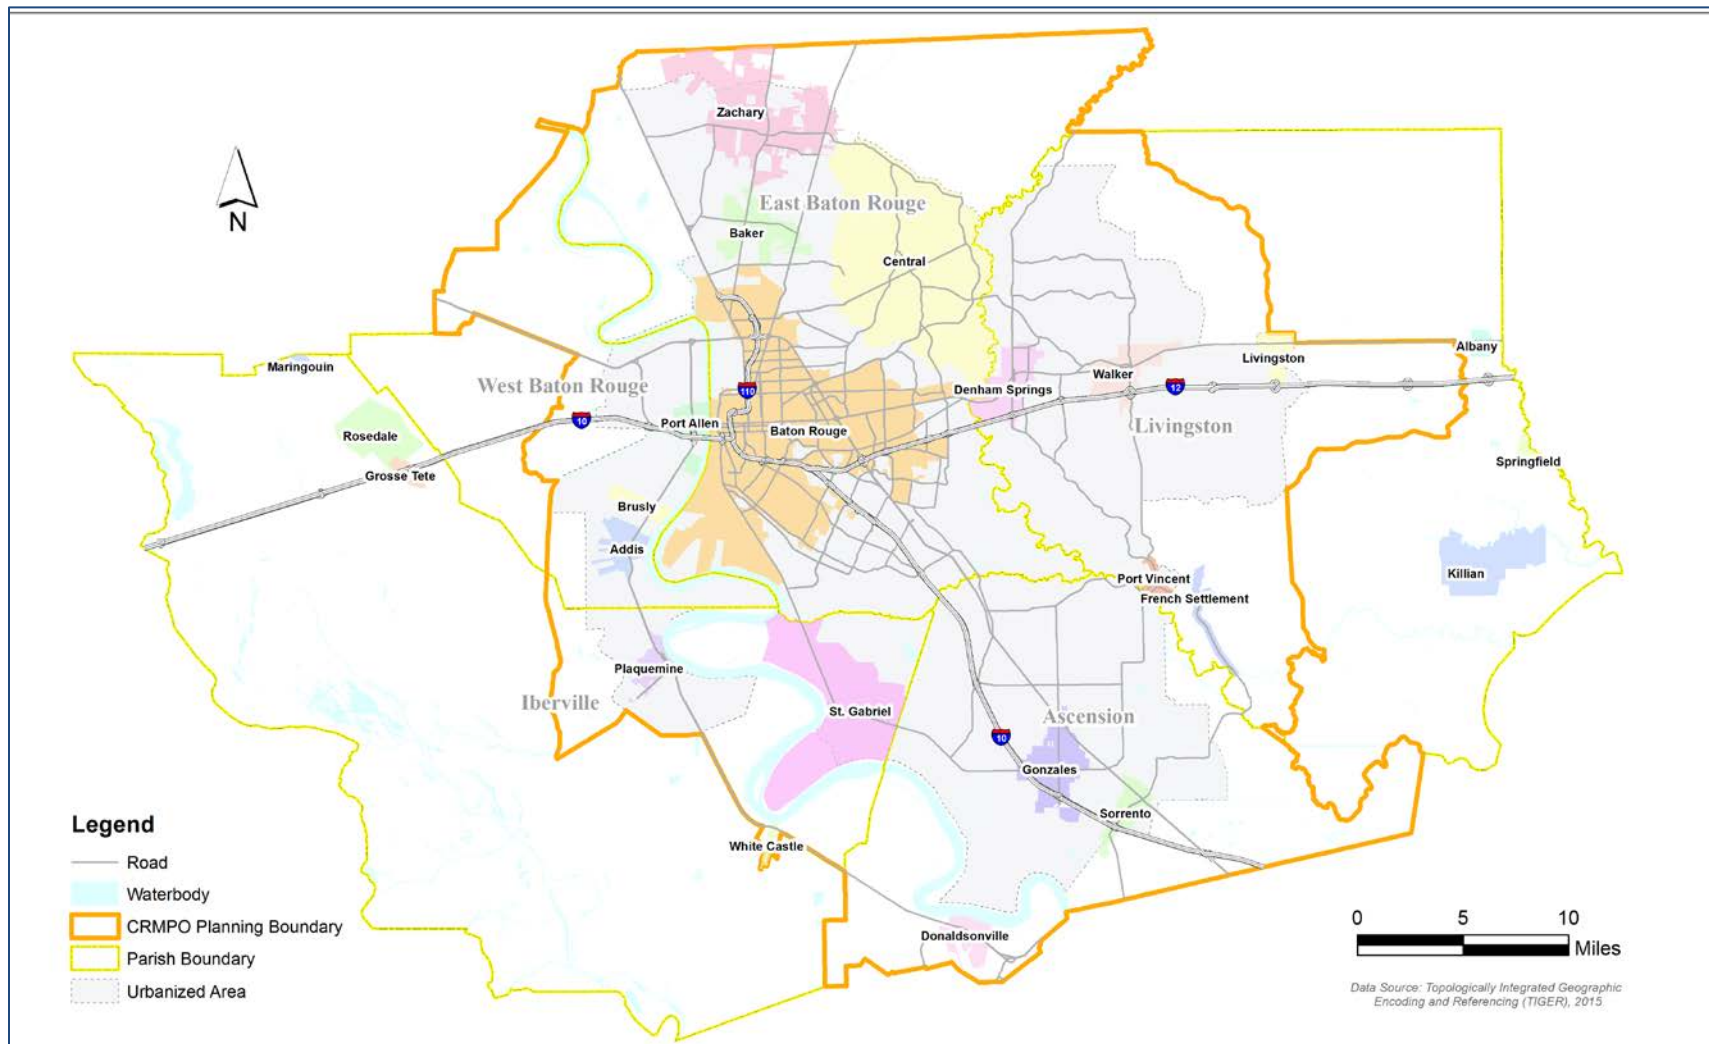 Zachary
East Baton Rouge
Baker
Central
N
Maringouin
West Baton Rouge
Rosedale
Grosse Tete
10
Port Allen
110
Baton Rouge
Denham Springs
Walker
12
Livingston
Albany
Livingston
Springfield
Brusly
Addis
Port Vincent
French Settlement
Killian
Plaquemine
Iberville
St. Gabriel
Ascension
10
Gonzales
Sorrento
White Castle
Donaldsonville
Legend
Road
Waterbody
CRMPO Planning Boundary
Parish Boundary
Urbanized Area
0 5 10
Miles
Data Source: Topologically Integrated Geographic
Encoding and Referencing (TIGER), 2015